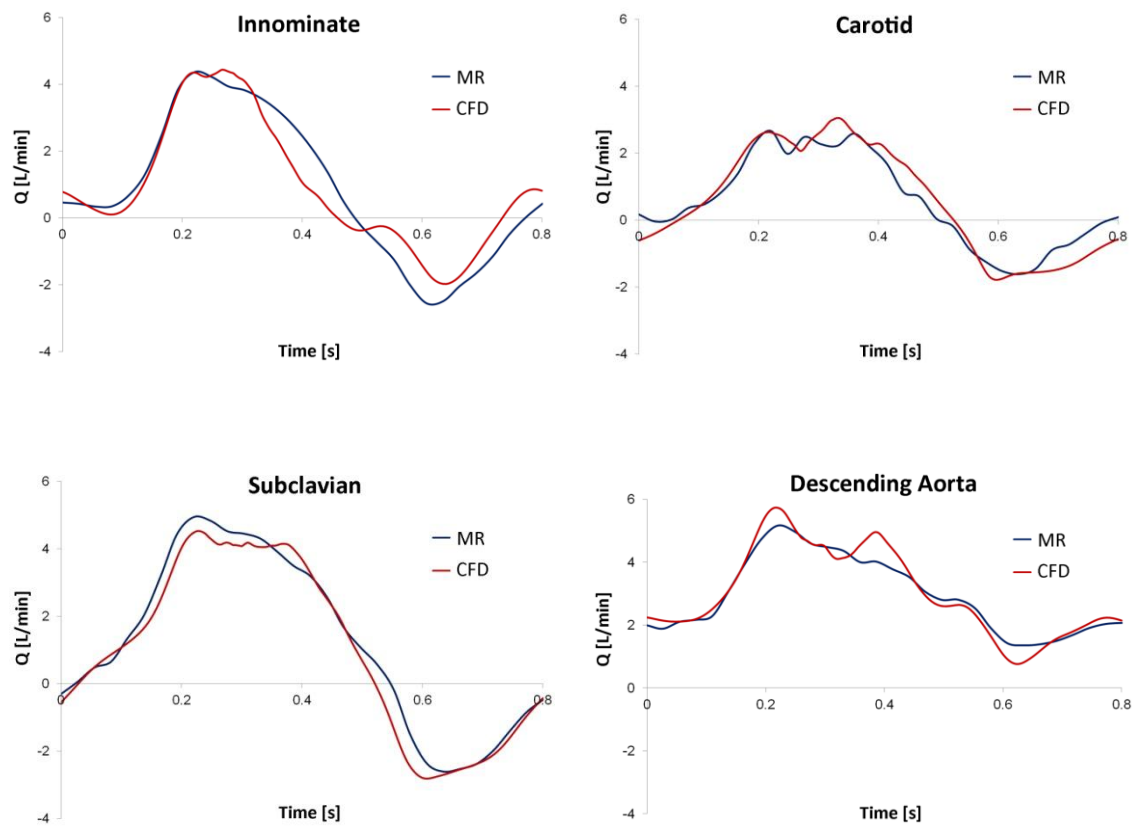 Innominate
6
4
2
0
-2
-4
Q [L/min]
0
0.2
0.4
0.6
0.8
Time [s]
MR
CFD
Carotid
6
4
2
0
-2
-4
Q [L/min]
0
0.2
0.4
0.6
0.8
Time [s]
MR
CFD
Subclavian
6
4
2
0
-2
-4
Q [L/min]
0
0.2
0.4
0.6
0.8
Time [s]
MR
CFD
Descending Aorta
6
4
2
0
-2
-4
Q [L/min]
0
0.2
0.4
0.6
0.8
Time [s]
MR
CFD